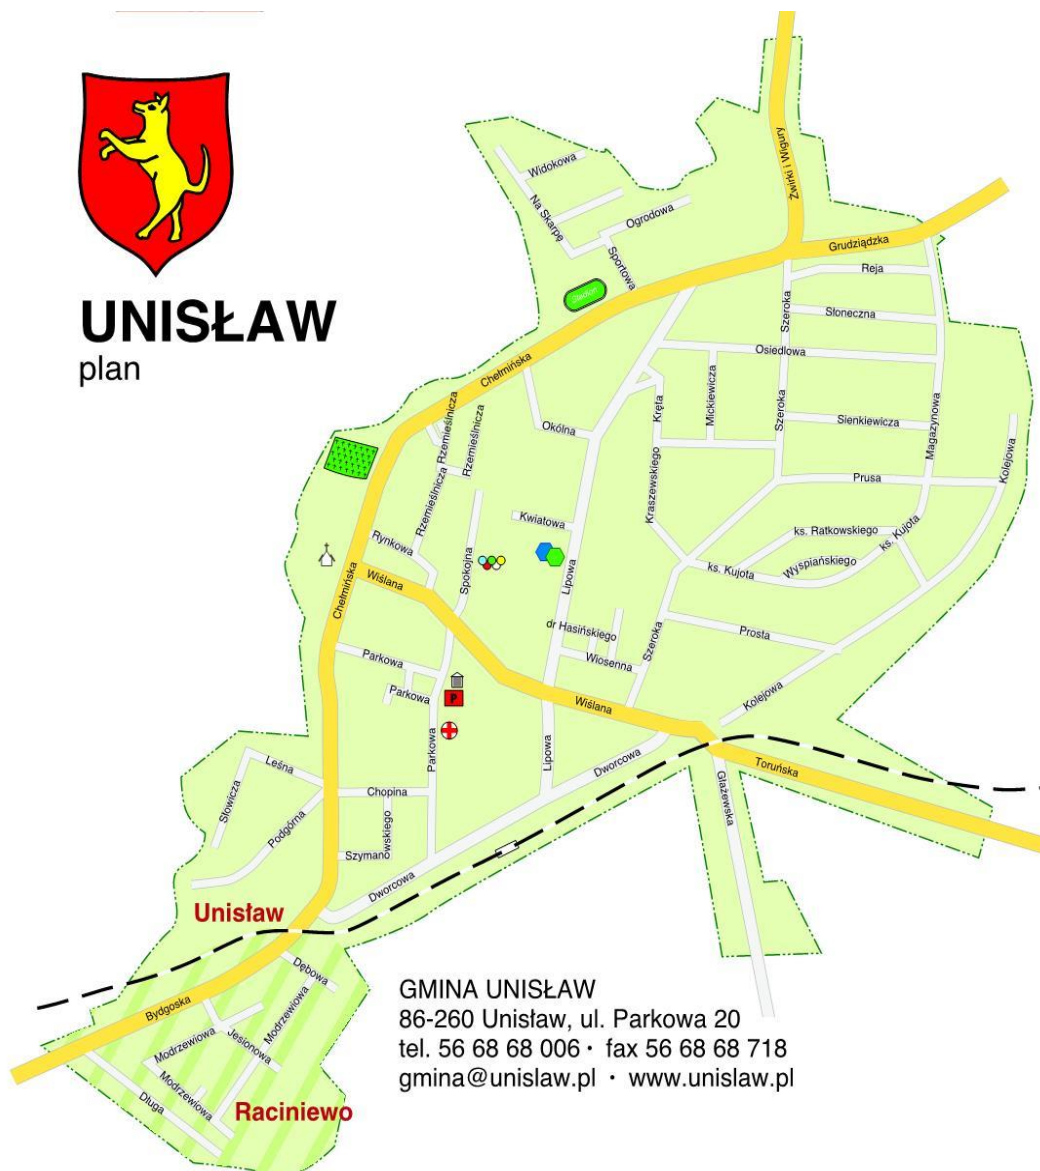 UNISŁAW
plan
Żwirki i Wigury
Widokowa
Na Skarpę
Ogrodowa
Sportowa
Grudziądzka
Reja
Szeroka
Słoneczna
Stadion
Osiedlowa
Chełmińska
Mickiewicza
Kręta
Szeroka
Sienkiewicza
Magazynowa
Rzemieślnicza
Rzemieślnicza
Okólna
Kolejowa
Kraszewskiego
Prusa
Rzemieślnicza
Kwiatowa
Rynkowa
ks. Ratkowskiego
ks. Kujota
Wyspiańskiego
ks. Kujota
Spokojna
Lipowa
Chełmińska
Wiślana
dr Hasińskiego
Prosta
Szeroka
Wiosenna
Parkowa
Parkowa
P
Wiślana
Kolejowa
Parkowa
Lipowa
Dworcowa
Toruńska
Głażewska
Leśna
Słowicza
Podgórna
Chopina
Szymanowskiego
Dworcowa
Unisław
Dębowa
Bydgoska
Modrzewiowa
Modrzewiowa
Jesionowa
Modrzewiowa
Długa
Raciniewo
GMINA UNISŁAW
86-260 Unisław, ul. Parkowa 20
tel. 56 68 68 006 · fax 56 68 68 718
gmina@unislaw.pl · www.unislaw.pl